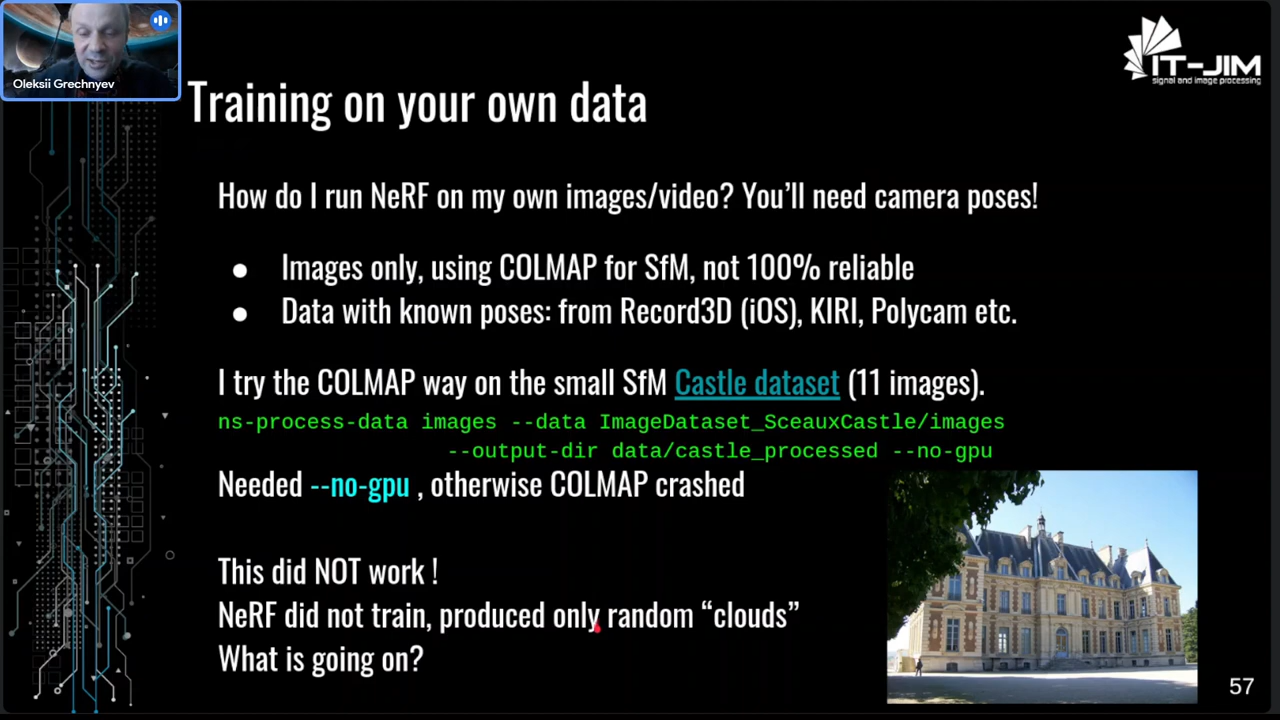 Oleksii Grechnyev
IT-JIM
signal and image processing
Training on your own data
How do I run NeRF on my own images/video? You’ll need camera poses!
● Images only, using COLMAP for SfM, not 100% reliable
● Data with known poses: from Record3D (iOS), KIRI, Polycam etc.
I try the COLMAP way on the small SfM Castle dataset (11 images).
ns-process-data images --data ImageDataset_SceauxCastle/images
--output-dir data/castle_processed --no-gpu
Needed --no-gpu , otherwise COLMAP crashed
This did NOT work !
NeRF did not train, produced only random “clouds”
What is going on?
57